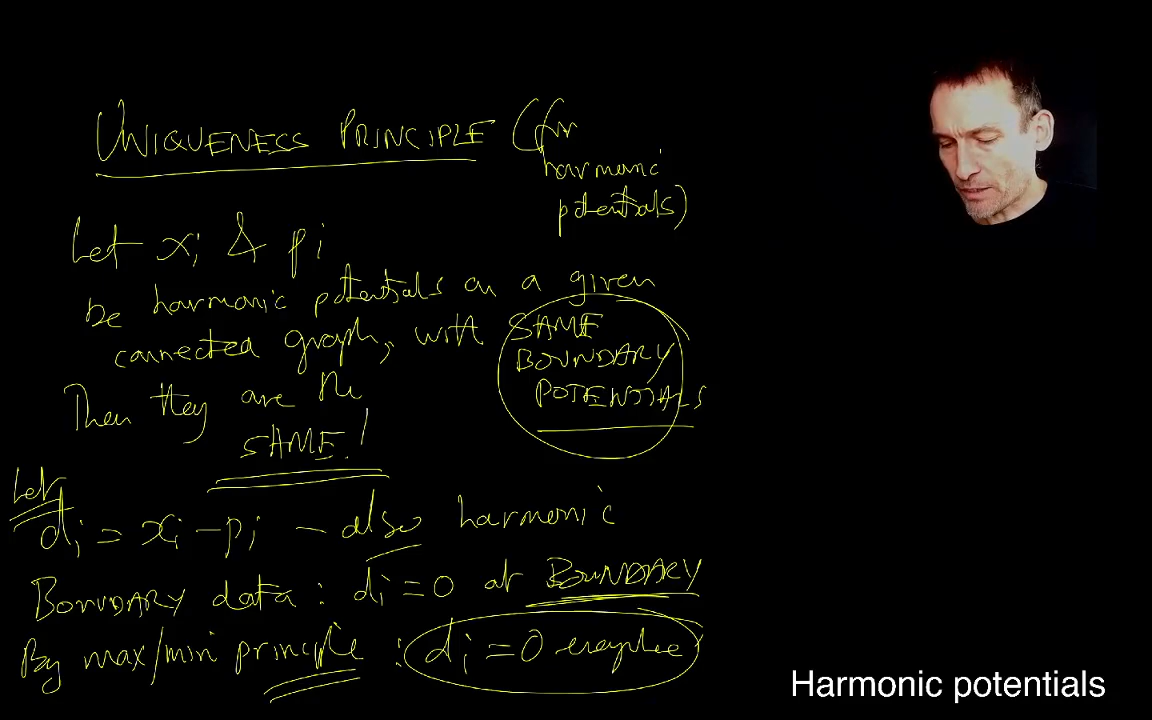 UNIQUENESS PRINCIPLE (for
harmonic
potentials)
Let xi & pi
be harmonic potentials on a given
connected graph, with SAME
BOUNDARY
POTENTIALS
Then they are the
SAME!
Let
di = xi - pi - also harmonic
BOUNDARY data: di = 0 at BOUNDARY
By max/min principle: di = 0
Harmonic potentials